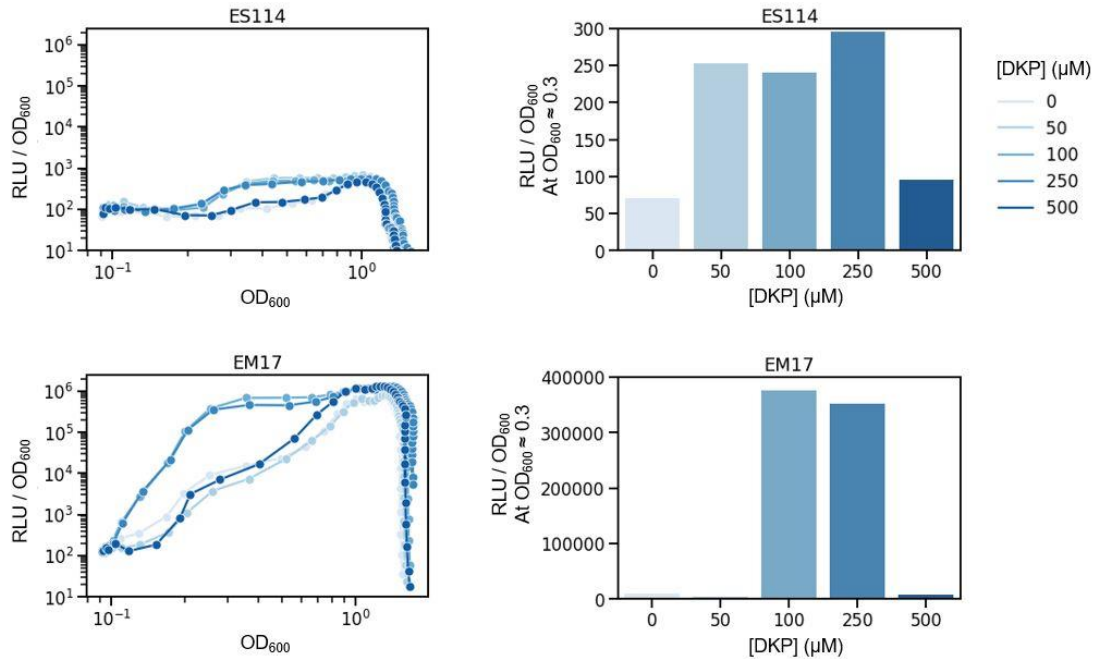 ES114
10⁶
10⁵
10⁴
10³
10²
10¹
RLU / OD₆₀₀
10⁻¹ 10⁰
OD₆₀₀
ES114
300
250
200
150
100
50
0
RLU / OD₆₀₀
At OD₆₀₀ ≈ 0.3
0 50 100 250 500
[DKP] (µM)
[DKP] (µM)
0
50
100
250
500
EM17
10⁶
10⁵
10⁴
10³
10²
10¹
RLU / OD₆₀₀
10⁻¹ 10⁰
OD₆₀₀
EM17
400000
300000
200000
100000
0
RLU / OD₆₀₀
At OD₆₀₀ ≈ 0.3
0 50 100 250 500
[DKP] (µM)